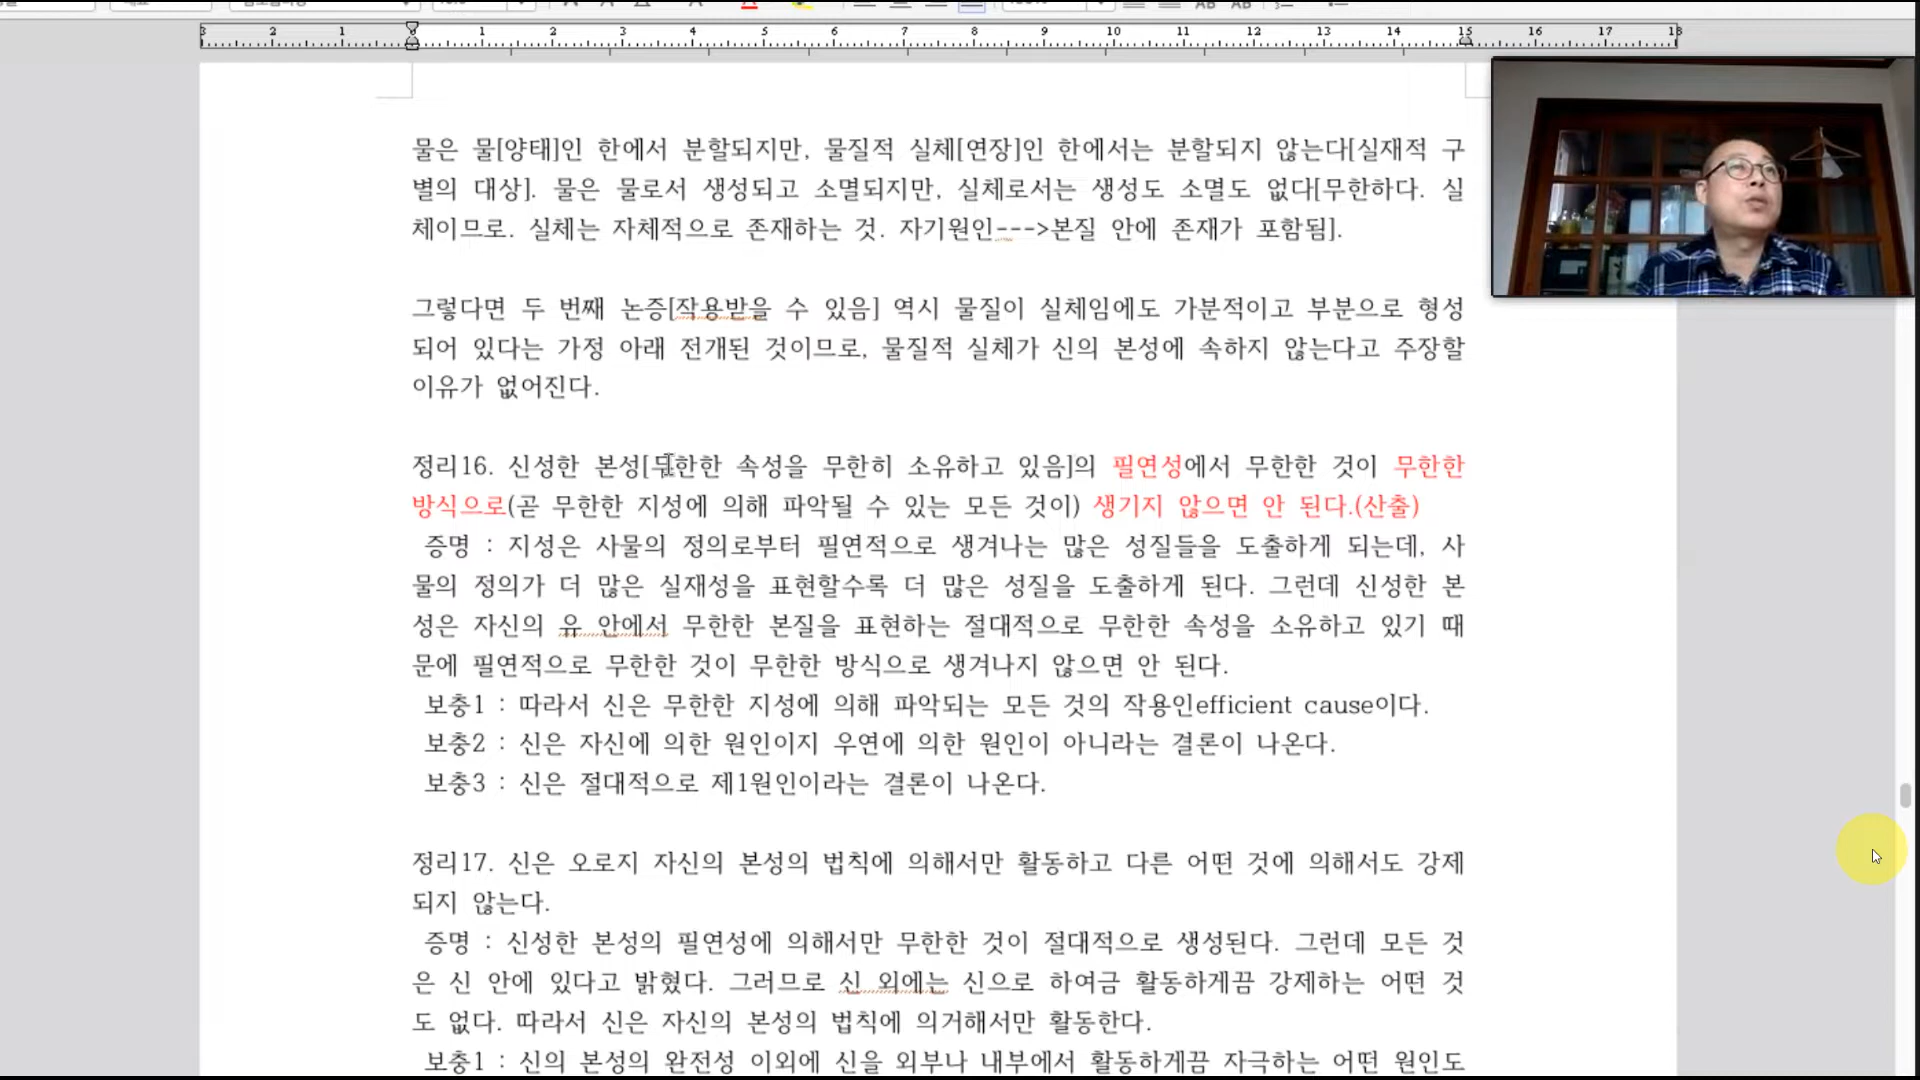 3 2 1 1 2 3 4 5 6 7 8 9 10 11 12 13 14 15 16 17 18
물은 물[양태]인 한에서 분할되지만, 물질적 실체[연장]인 한에서는 분할되지 않는다[실재적 구
별의 대상]. 물은 물로서 생성되고 소멸되지만, 실체로서는 생성도 소멸도 없다[무한하다. 실
체이므로. 실체는 자체적으로 존재하는 것. 자기원인--->본질 안에 존재가 포함됨].
그렇다면 두 번째 논증[작용받을 수 있음] 역시 물질이 실체임에도 가분적이고 부분으로 형성
되어 있다는 가정 아래 전개된 것이므로, 물질적 실체가 신의 본성에 속하지 않는다고 주장할
이유가 없어진다.
정리16. 신성한 본성[무한한 속성을 무한히 소유하고 있음]의 필연성에서 무한한 것이 무한한
방식으로(곧 무한한 지성에 의해 파악될 수 있는 모든 것이) 생기지 않으면 안 된다.(산출)
증명 : 지성은 사물의 정의로부터 필연적으로 생겨나는 많은 성질들을 도출하게 되는데, 사
물의 정의가 더 많은 실재성을 표현할수록 더 많은 성질을 도출하게 된다. 그런데 신성한 본
성은 자신의 유 안에서 무한한 본질을 표현하는 절대적으로 무한한 속성을 소유하고 있기 때
문에 필연적으로 무한한 것이 무한한 방식으로 생겨나지 않으면 안 된다.
보충1 : 따라서 신은 무한한 지성에 의해 파악되는 모든 것의 작용인efficient cause이다.
보충2 : 신은 자신에 의한 원인이지 우연에 의한 원인이 아니라는 결론이 나온다.
보충3 : 신은 절대적으로 제1원인이라는 결론이 나온다.
정리17. 신은 오로지 자신의 본성의 법칙에 의해서만 활동하고 다른 어떤 것에 의해서도 강제
되지 않는다.
증명 : 신성한 본성의 필연성에 의해서만 무한한 것이 절대적으로 생성된다. 그런데 모든 것
은 신 안에 있다고 밝혔다. 그러므로 신 외에는 신으로 하여금 활동하게끔 강제하는 어떤 것
도 없다. 따라서 신은 자신의 본성의 법칙에 의거해서만 활동한다.
보충1 : 신의 본성의 완전성 이외에 신을 외부나 내부에서 활동하게끔 자극하는 어떤 원인도